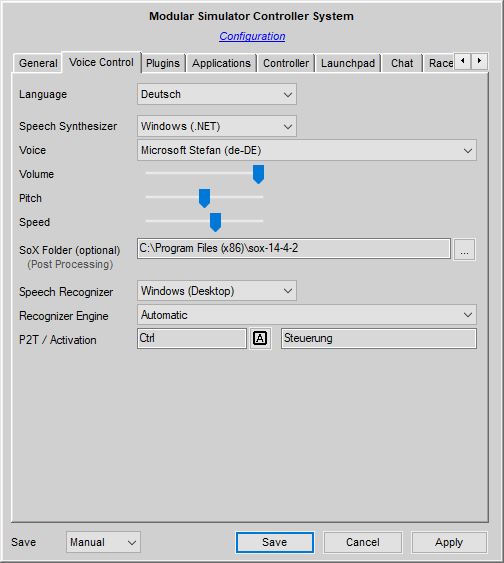 Modular Simulator Controller System
Configuration
General Voice Control Plugins Applications Controller Launchpad Chat Race
Language Deutsch
Speech Synthesizer Windows (.NET)
Voice Microsoft Stefan (de-DE)
Volume
Pitch
Speed
SoX Folder (optional) C:\Program Files (x86)\sox-14-4-2 ...
(Post Processing)
Speech Recognizer Windows (Desktop)
Recognizer Engine Automatic
P2T / Activation Ctrl A Steuerung
Save Manual Save Cancel Apply